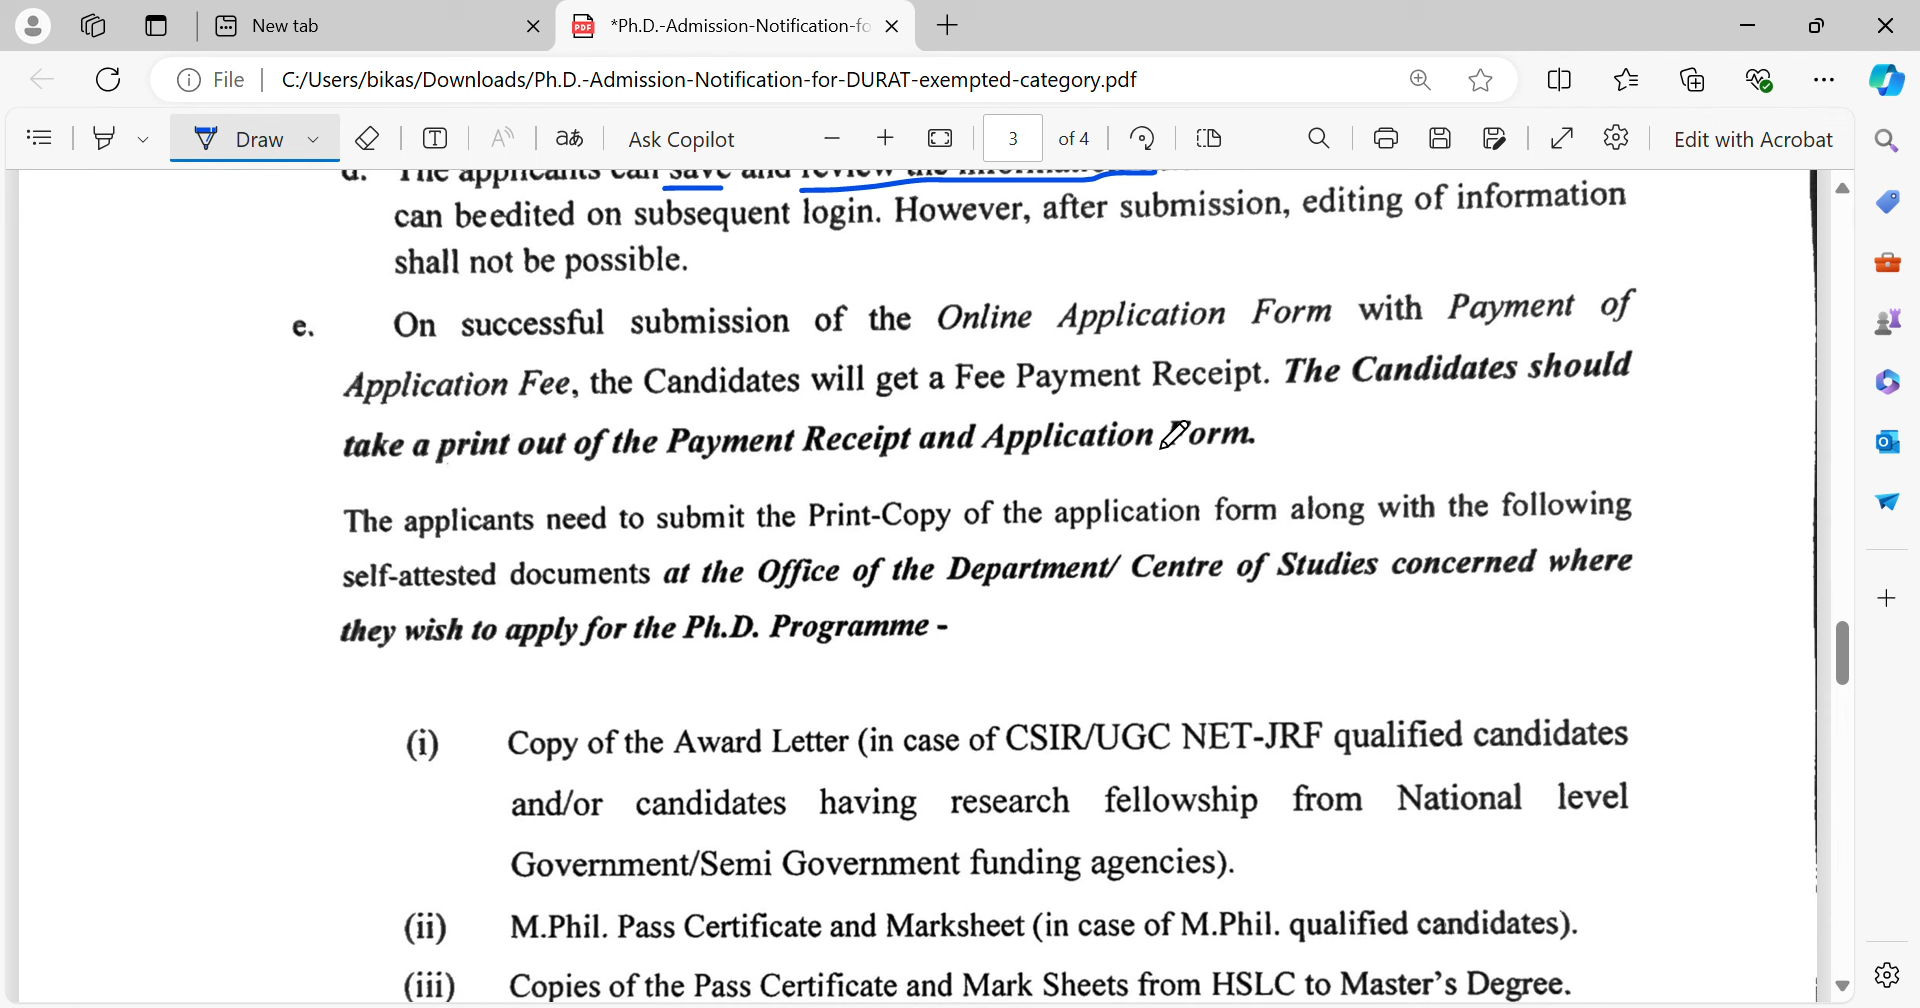 New tab
*Ph.D.-Admission-Notification-fo
File
C:/Users/bikas/Downloads/Ph.D.-Admission-Notification-for-DURAT-exempted-category.pdf
Draw
Ask Copilot
3 of 4
Edit with Acrobat
d. The applicants can save and review the
can beedited on subsequent login. However, after submission, editing of information
shall not be possible.
e. On successful submission of the Online Application Form with Payment of
Application Fee, the Candidates will get a Fee Payment Receipt. The Candidates should
take a print out of the Payment Receipt and Application Form.
The applicants need to submit the Print-Copy of the application form along with the following
self-attested documents at the Office of the Department/ Centre of Studies concerned where
they wish to apply for the Ph.D. Programme -
(i) Copy of the Award Letter (in case of CSIR/UGC NET-JRF qualified candidates
and/or candidates having research fellowship from National level
Government/Semi Government funding agencies).
(ii) M.Phil. Pass Certificate and Marksheet (in case of M.Phil. qualified candidates).
(iii) Copies of the Pass Certificate and Mark Sheets from HSLC to Master's Degree.